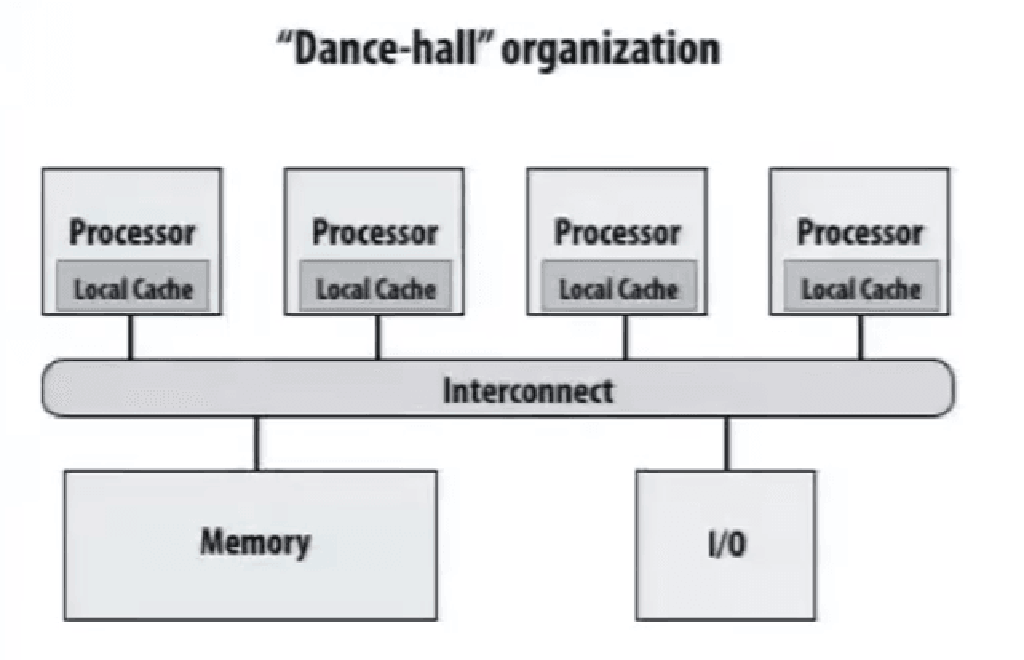 “Dance-hall” organization
Processor
Local Cache
Processor
Local Cache
Processor
Local Cache
Processor
Local Cache
Interconnect
Memory
I/O